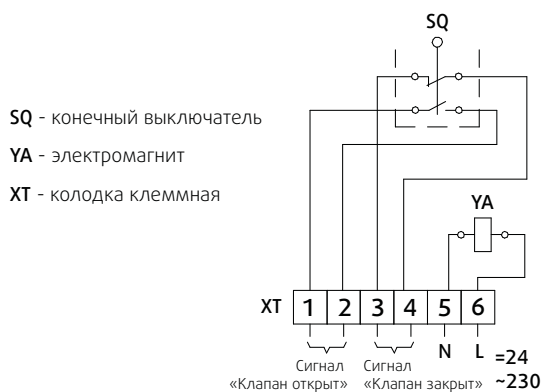 SQ
SQ - конечный выключатель
YA - электромагнит
XT - колодка клеммная
YA
XT 1 2 3 4 5 6
N L =24
~230
Сигнал «Клапан открыт»
Сигнал «Клапан закрыт»